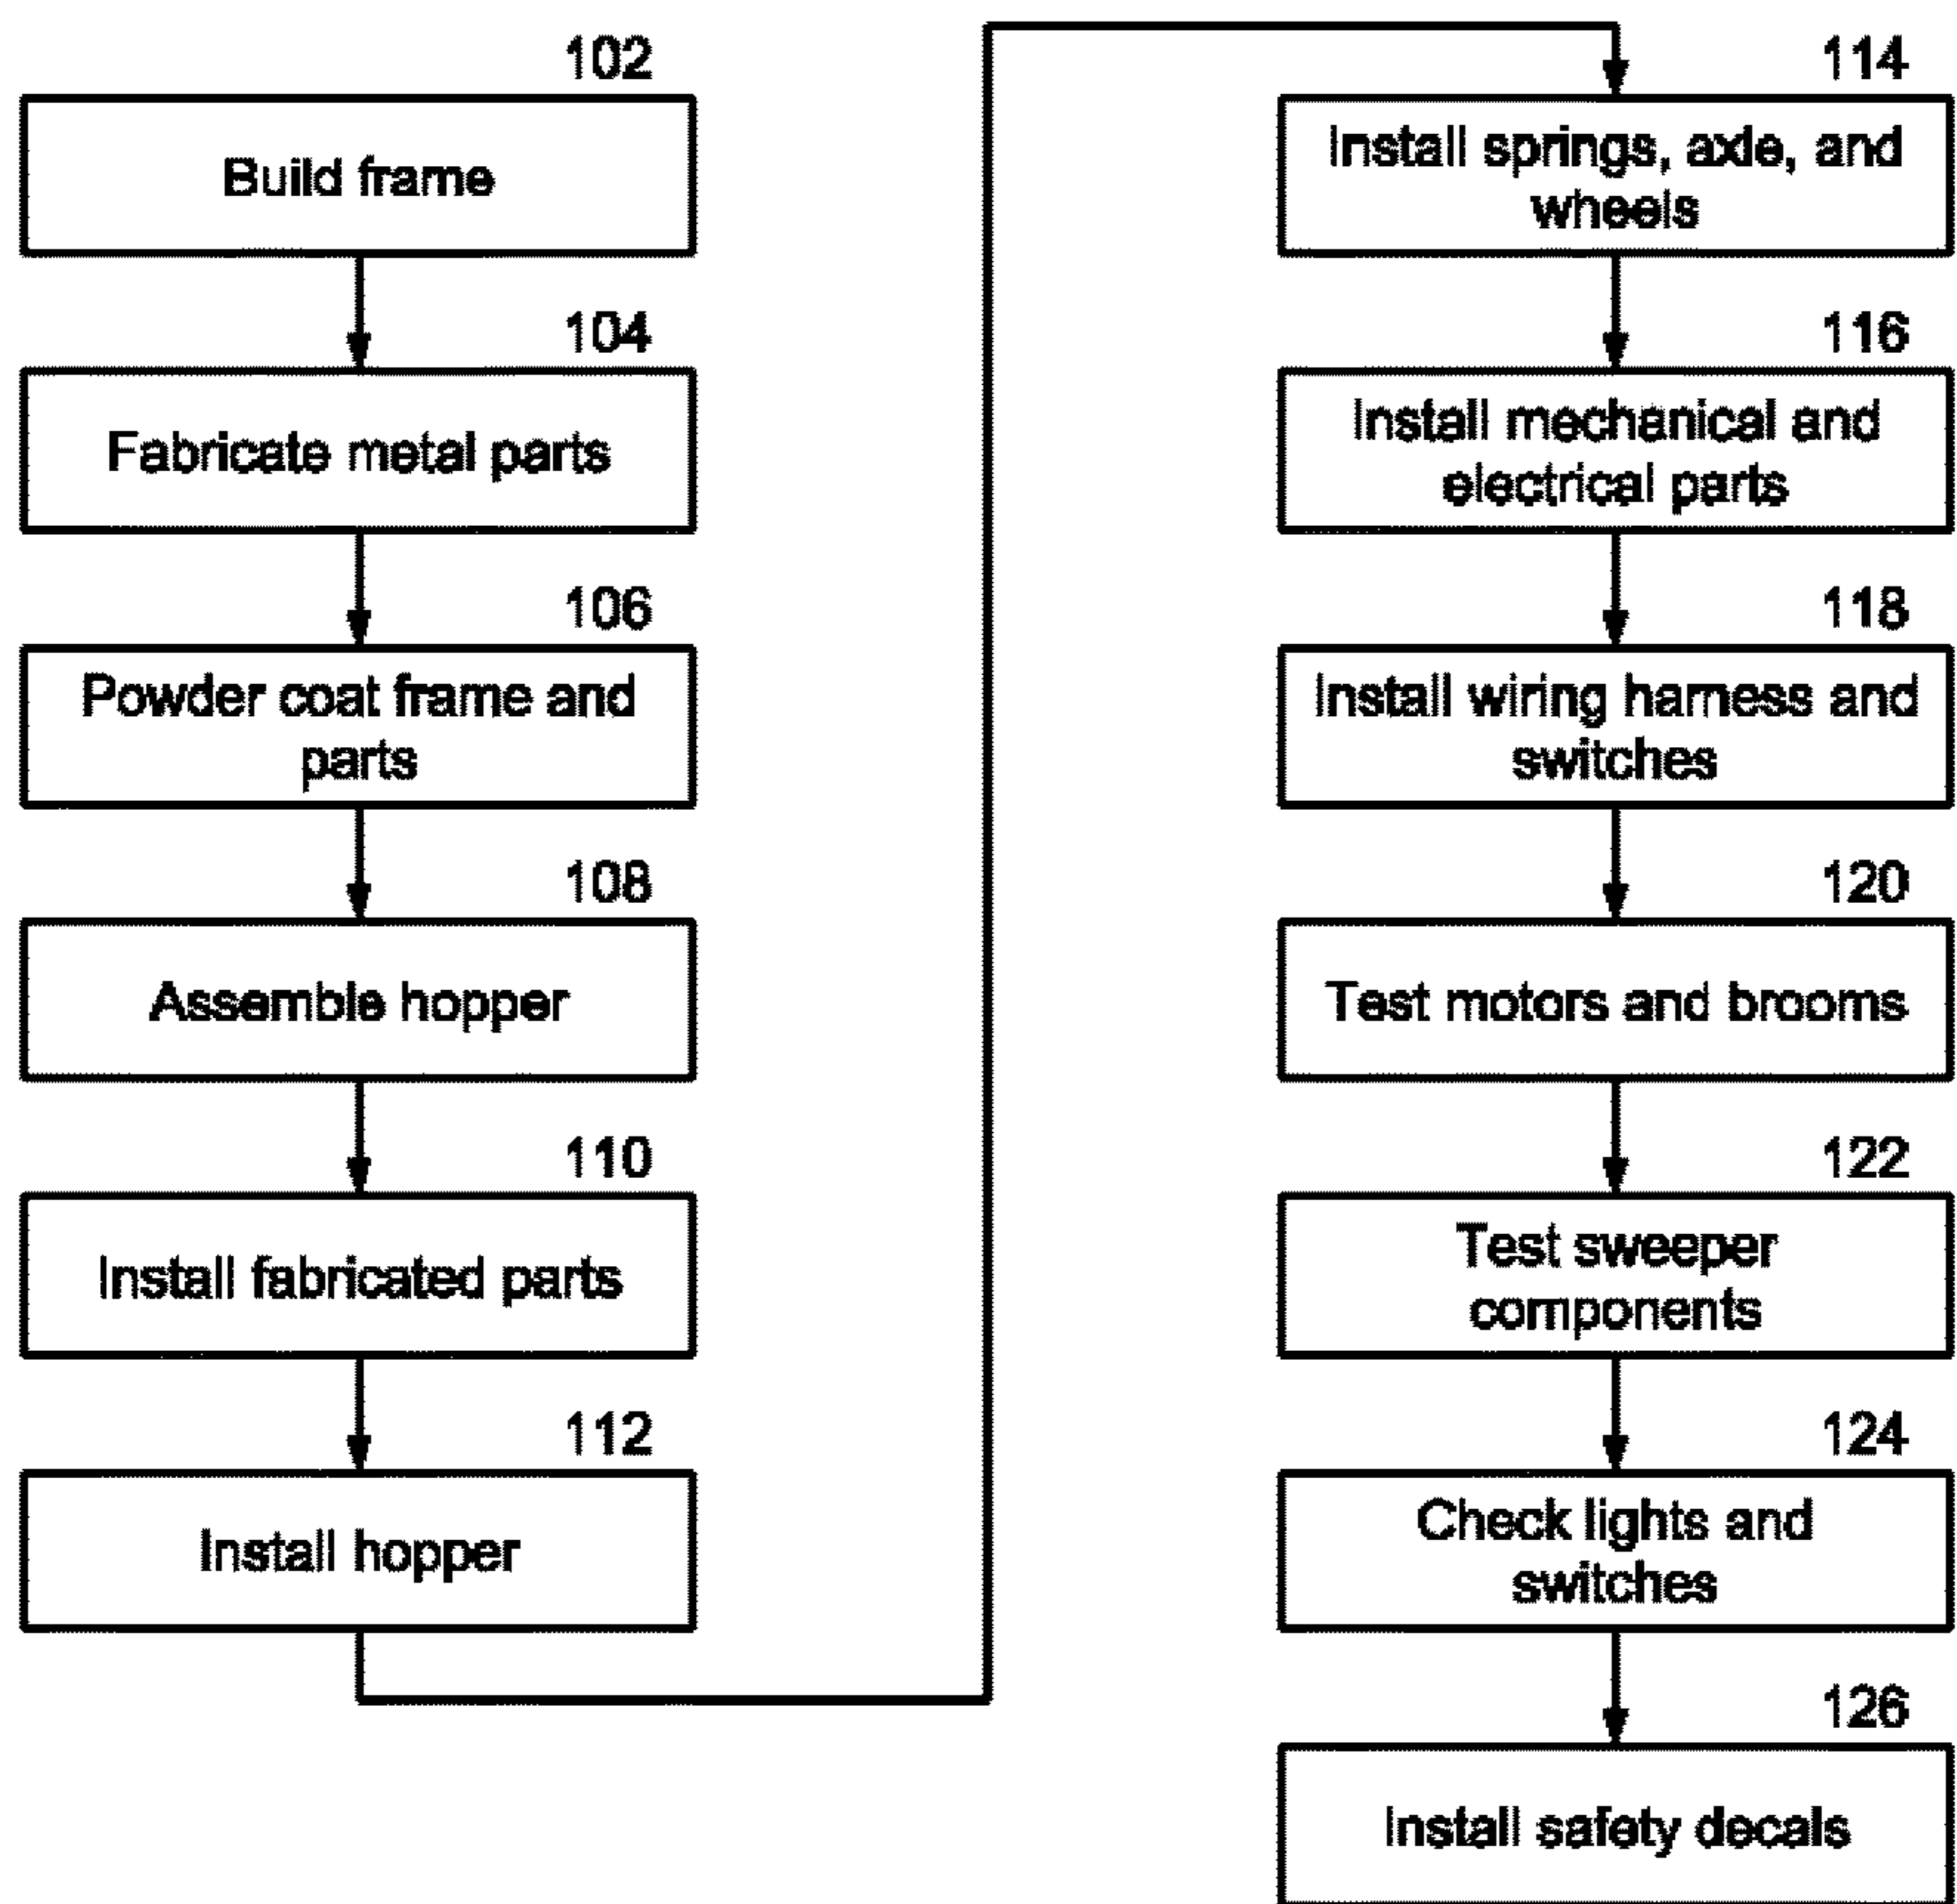 102
Build frame
104
Fabricate metal parts
106
Powder coat frame and
parts
108
Assemble hopper
110
Install fabricated parts
112
Install hopper
114
Install springs, axle, and
wheels
116
Install mechanical and
electrical parts
118
Install wiring harness and
switches
120
Test motors and brooms
122
Test sweeper
components
124
Check lights and
switches
126
Install safety decals